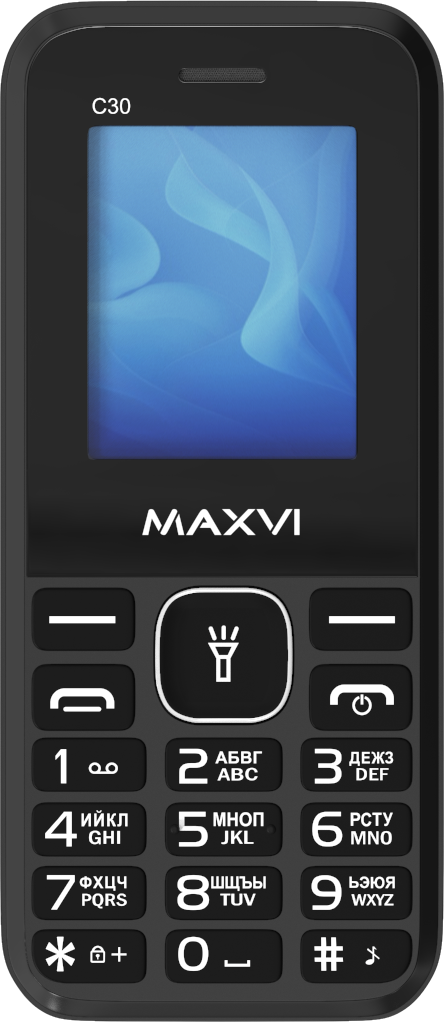 C30
MAXVI
1
2 АБВГ ABC
3 ДЕЖЗ DEF
4 ИЙКЛ GHI
5 МНОП JKL
6 РСТУ MNO
7 ФХЦЧ PQRS
8 ШЩЪЫ TUV
9 ЬЭЮЯ WXYZ
* +
0
#